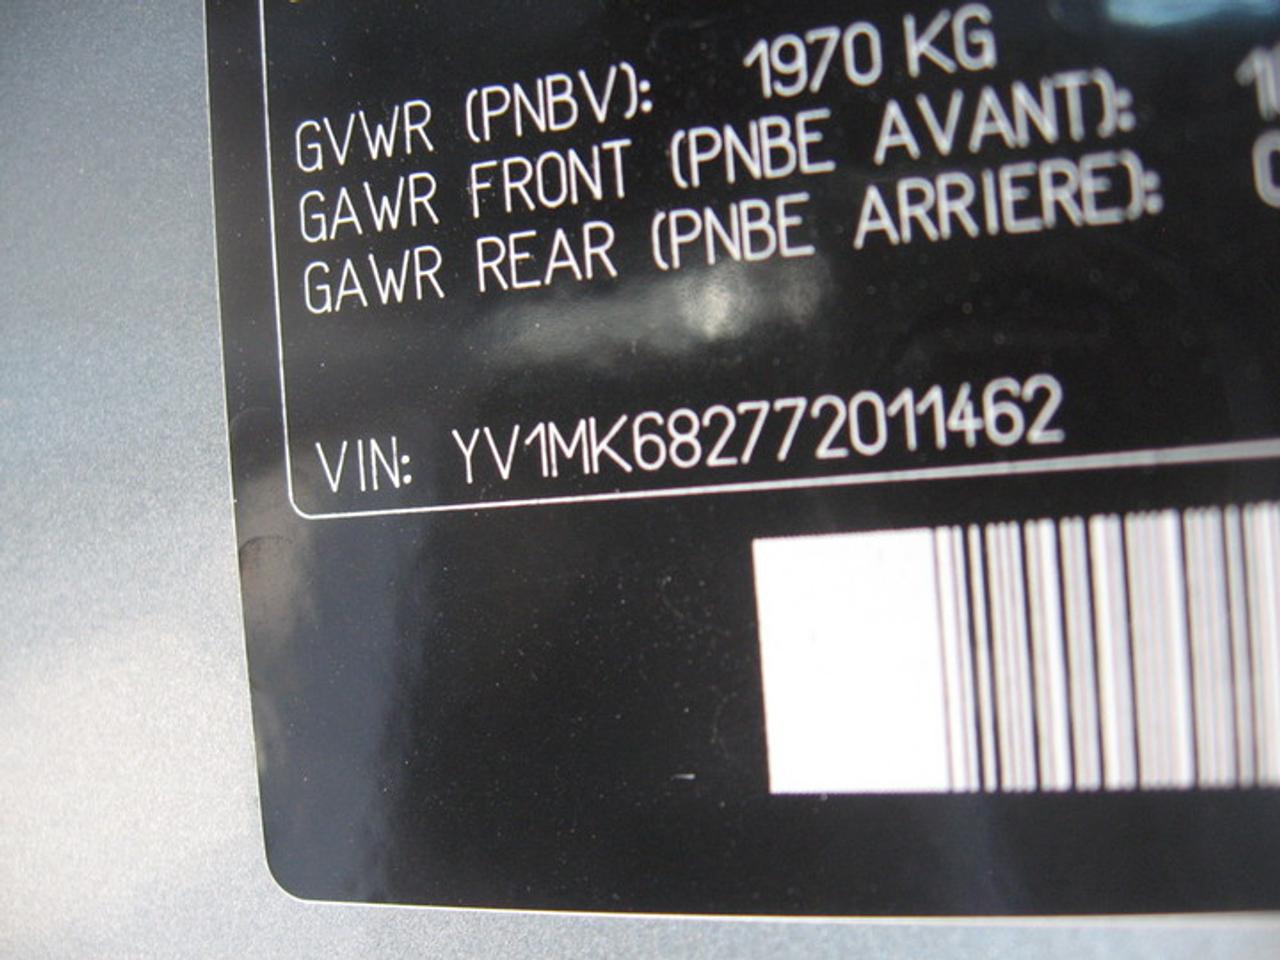 GVWR (PNBV): 1970 KG
GAWR FRONT (PNBE AVANT):
GAWR REAR (PNBE ARRIERE):
VIN: YV1MK682772011462